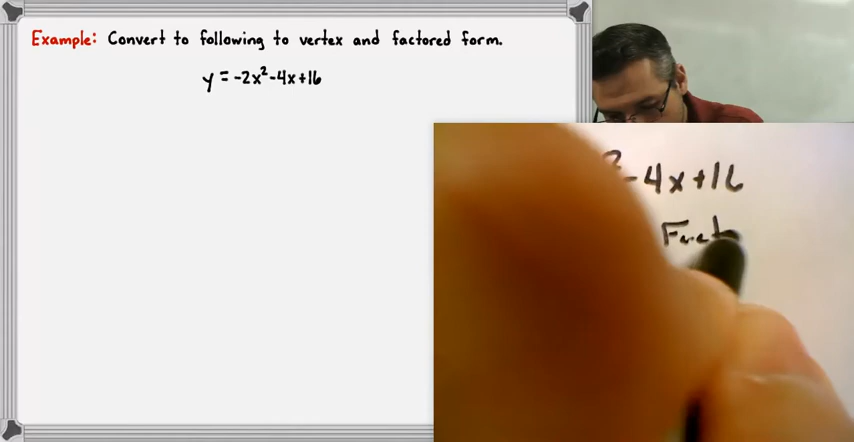 Example: Convert to following to vertex and factored form.
y = -2x² - 4x + 16
- 4x + 16